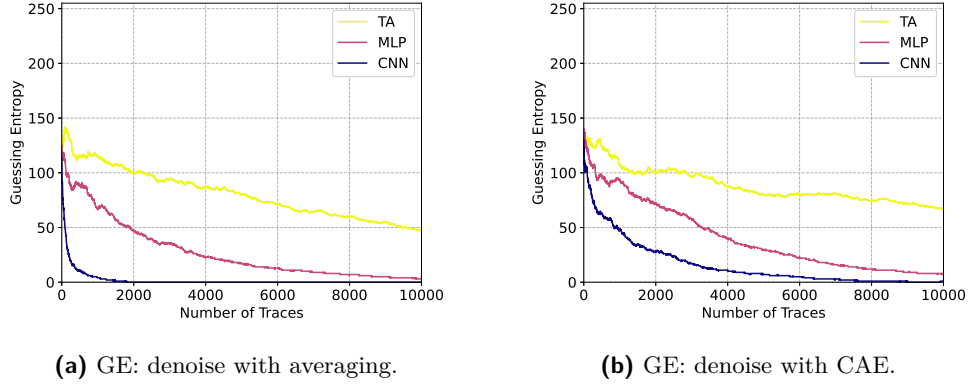 250
200
150
100
50
0
Guessing Entropy
TA
MLP
CNN
0 2000 4000 6000 8000 10000
Number of Traces
(a) GE: denoise with averaging.
250
200
150
100
50
0
Guessing Entropy
TA
MLP
CNN
0 2000 4000 6000 8000 10000
Number of Traces
(b) GE: denoise with CAE.